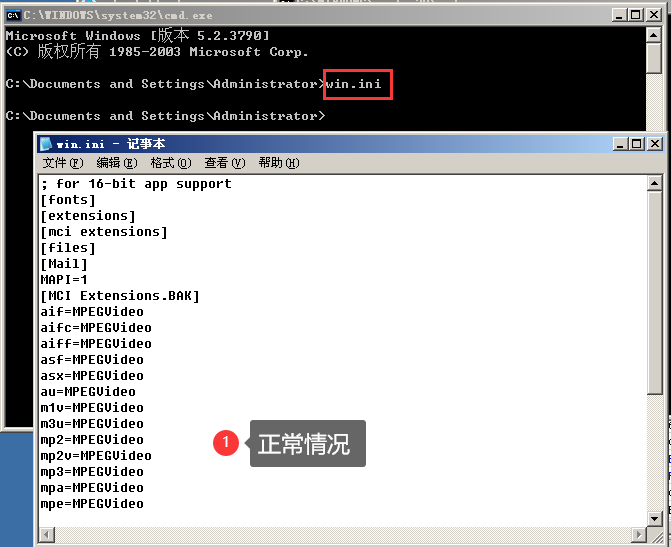 C:\WINDOWS\system32\cmd.exe
Microsoft Windows [版本 5.2.3790]
(C) 版权所有 1985-2003 Microsoft Corp.
C:\Documents and Settings\Administrator>win.ini
C:\Documents and Settings\Administrator>
win.ini - 记事本
文件(F) 编辑(E) 格式(O) 查看(V) 帮助(H)
; for 16-bit app support
[fonts]
[extensions]
[mci extensions]
[files]
[Mail]
MAPI=1
[MCI Extensions.BAK]
aif=MPEGVideo
aifc=MPEGVideo
aiff=MPEGVideo
asf=MPEGVideo
asx=MPEGVideo
au=MPEGVideo
m1v=MPEGVideo
m3u=MPEGVideo
mp2=MPEGVideo
mp2v=MPEGVideo
mp3=MPEGVideo
mpa=MPEGVideo
mpe=MPEGVideo
1 正常情况